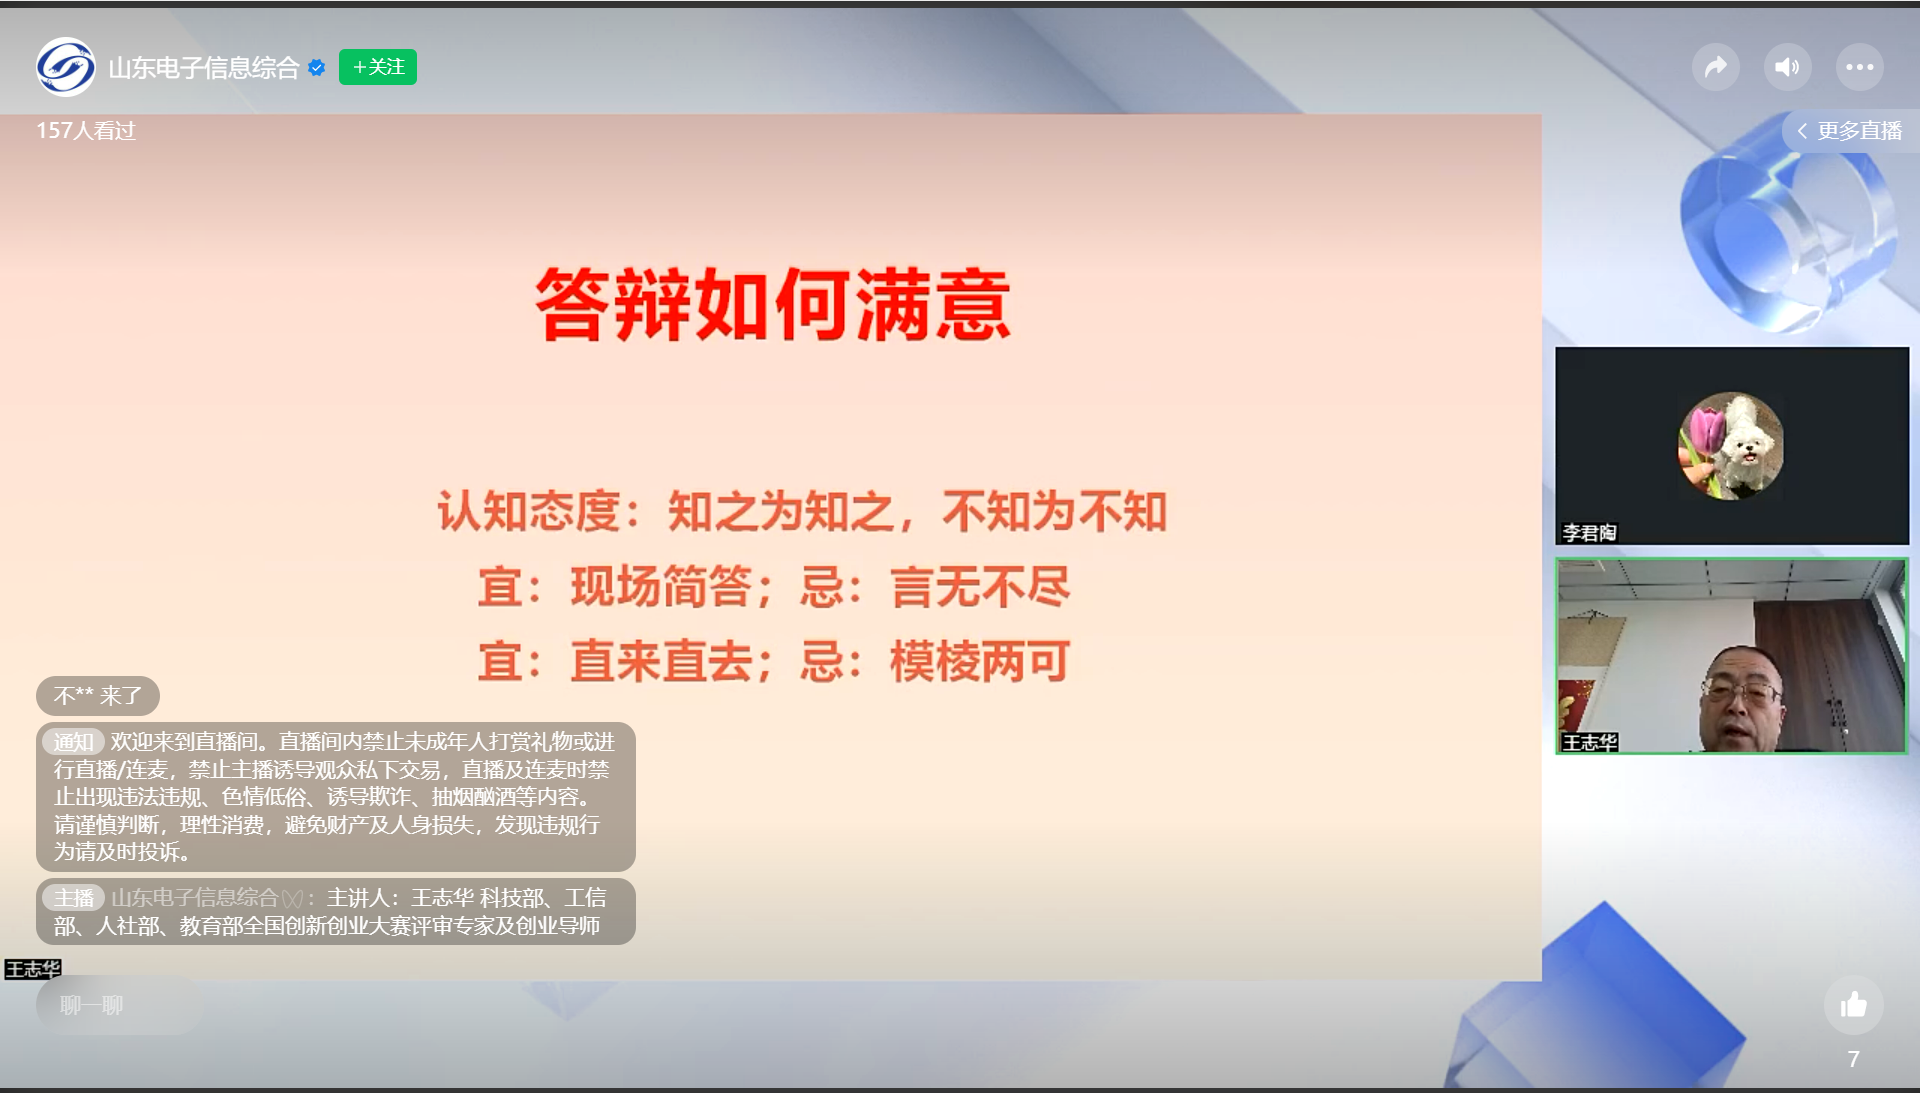 山东电子信息综合
+关注
157人看过
更多直播
答辩如何满意
认知态度：知之为知之，不知为不知
宜：现场简答；忌：言无不尽
宜：直来直去；忌：模棱两可
李君陶
王志华
不** 来了
通知 欢迎来到直播间。直播间内禁止未成年人打赏礼物或进
行直播/连麦，禁止主播诱导观众私下交易，直播及连麦时禁
止出现违法违规、色情低俗、诱导欺诈、抽烟酗酒等内容。
请谨慎判断，理性消费，避免财产及人身损失，发现违规行
为请及时投诉。
主播 山东电子信息综合：主讲人：王志华 科技部、工信
部、人社部、教育部全国创新创业大赛评审专家及创业导师
王志华
聊一聊
7